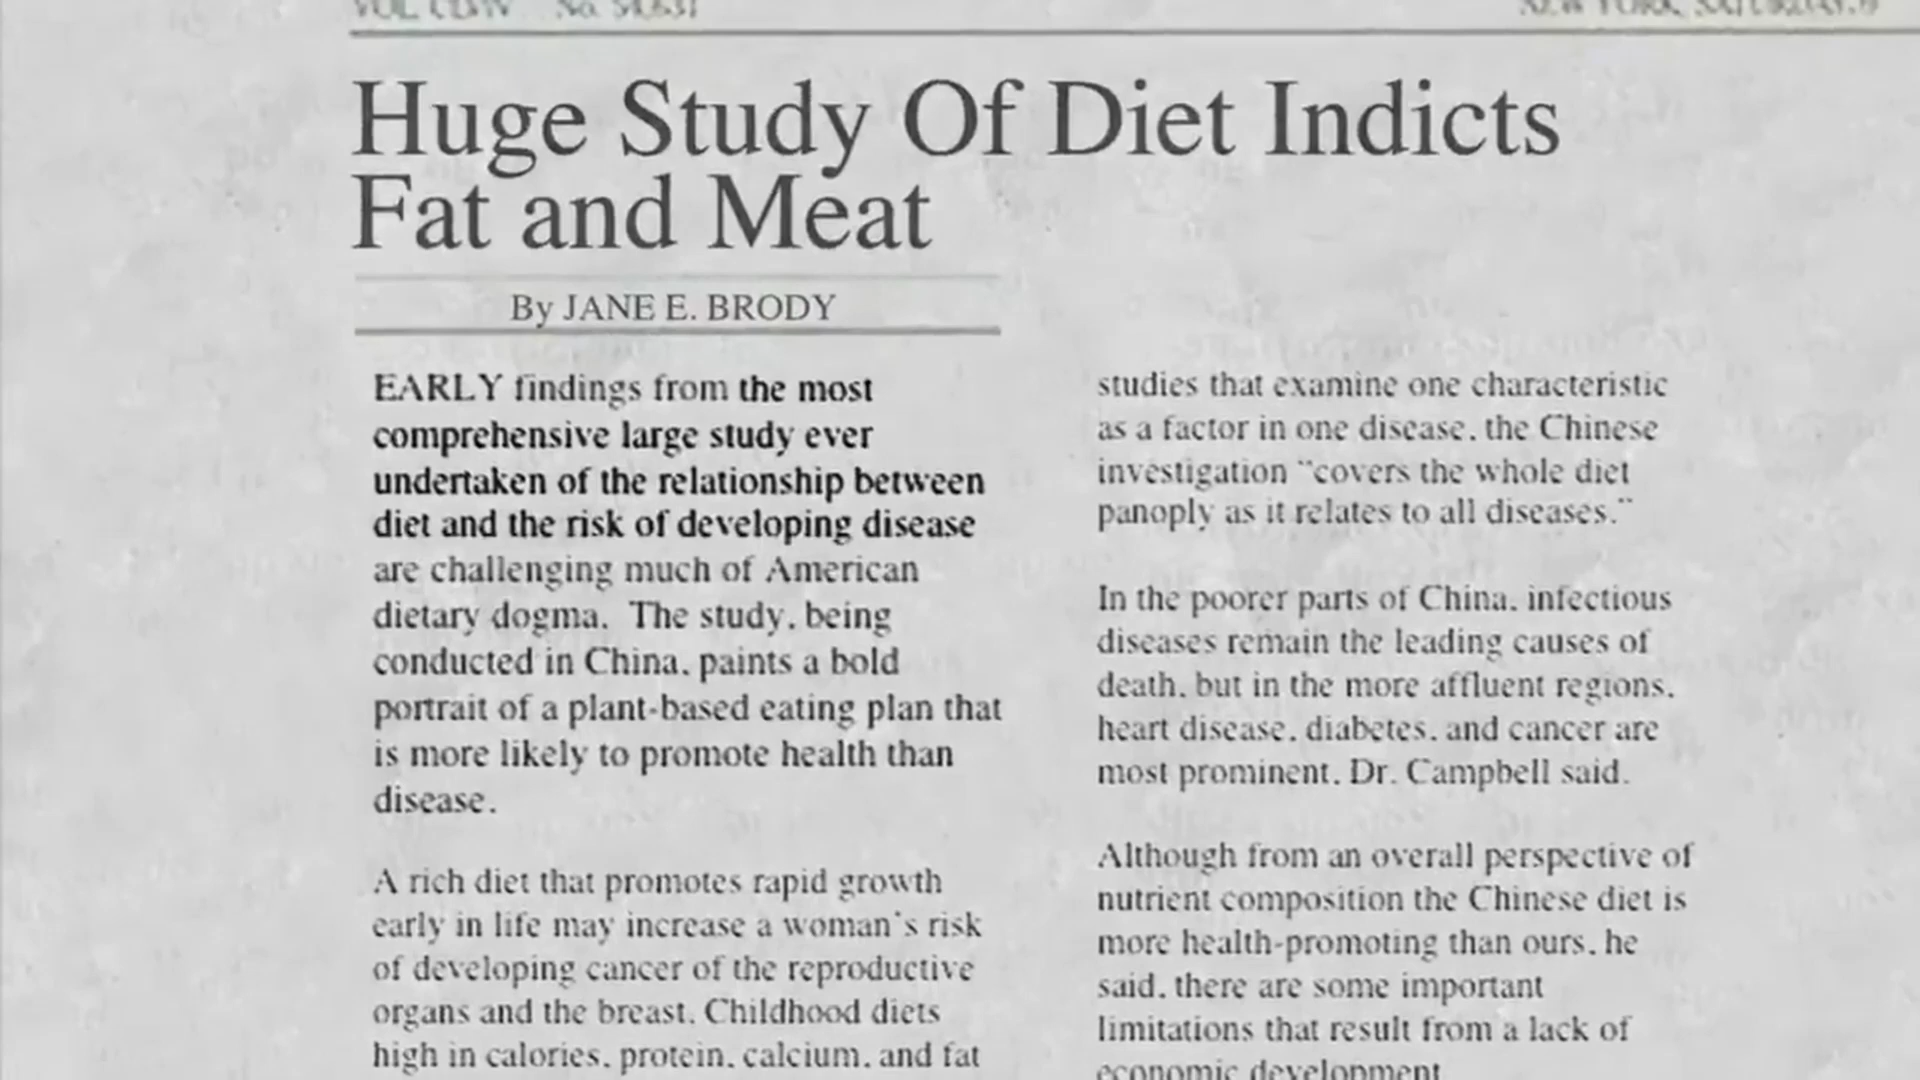 Huge Study Of Diet Indicts
Fat and Meat
By JANE E. BRODY
EARLY findings from the most
comprehensive large study ever
undertaken of the relationship between
diet and the risk of developing disease
are challenging much of American
dietary dogma. The study, being
conducted in China, paints a bold
portrait of a plant-based eating plan that
is more likely to promote health than
disease.
A rich diet that promotes rapid growth
early in life may increase a woman's risk
of developing cancer of the reproductive
organs and the breast. Childhood diets
high in calories, protein, calcium, and fat
studies that examine one characteristic
as a factor in one disease, the Chinese
investigation "covers the whole diet
panoply as it relates to all diseases."
In the poorer parts of China, infectious
diseases remain the leading causes of
death, but in the more affluent regions,
heart disease, diabetes, and cancer are
most prominent, Dr. Campbell said.
Although from an overall perspective of
nutrient composition the Chinese diet is
more health-promoting than ours, he
said, there are some important
limitations that result from a lack of
economic development